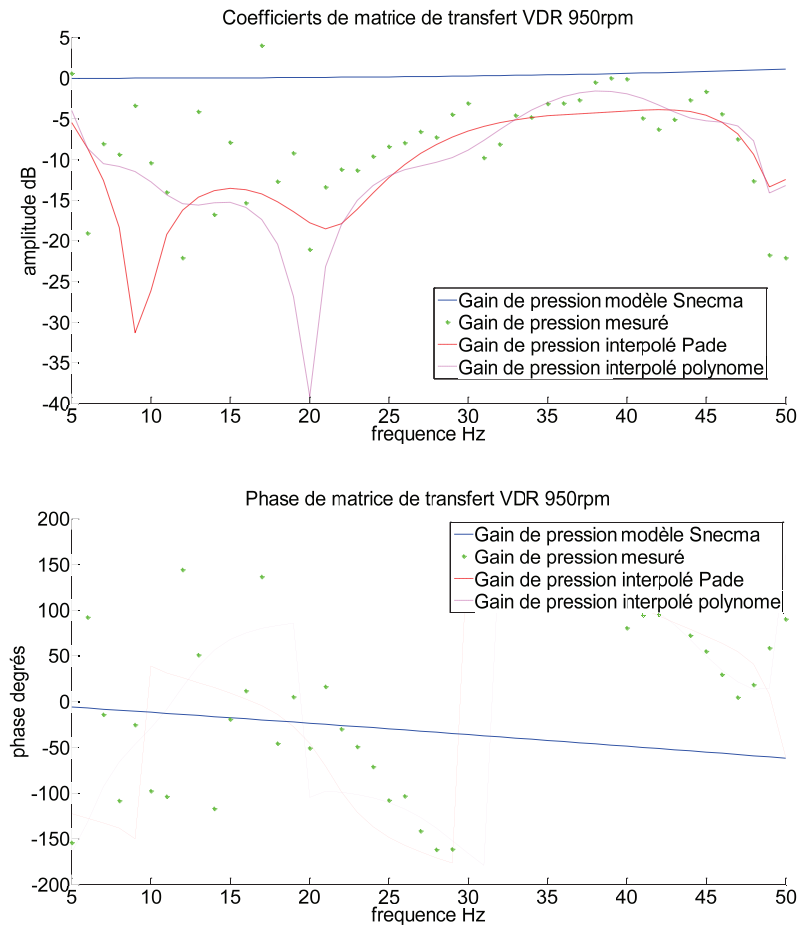 Coefficierts de matrice de transfert VDR 950rpm
5
0
-5
-10
-15
-20
-25
-30
-35
-40
amplitude dB
Gain de pression modèle Snecma
Gain de pression mesuré
Gain de pression interpolé Pade
Gain de pression interpolé polynome
5 10 15 20 25 30 35 40 45 50
frequence Hz
Phase de matrice de transfert VDR 950rpm
200
150
100
50
0
-50
-100
-150
-200
phase degrés
Gain de pression modèle Snecma
Gain de pression mesuré
Gain de pression interpolé Pade
Gain de pression interpolé polynome
5 10 15 20 25 30 35 40 45 50
frequence Hz